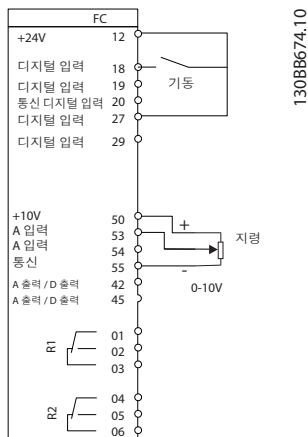 FC
+24V 12
디지털 입력 18
디지털 입력 19
통신 디지털 입력 20
디지털 입력 27
디지털 입력 29
기동
+10V 50
A 입력 53
A 입력 54
통신 55
A 출력 / D 출력 42
A 출력 / D 출력 45
+
-
지령
0-10V
R1
01
02
03
R2
04
05
06
130BB674.10